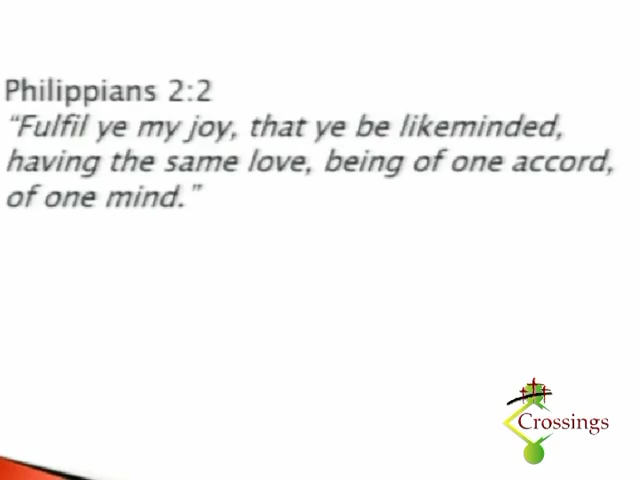 Philippians 2:2
“Fulfil ye my joy, that ye be likeminded,
having the same love, being of one accord,
of one mind.”
Crossings